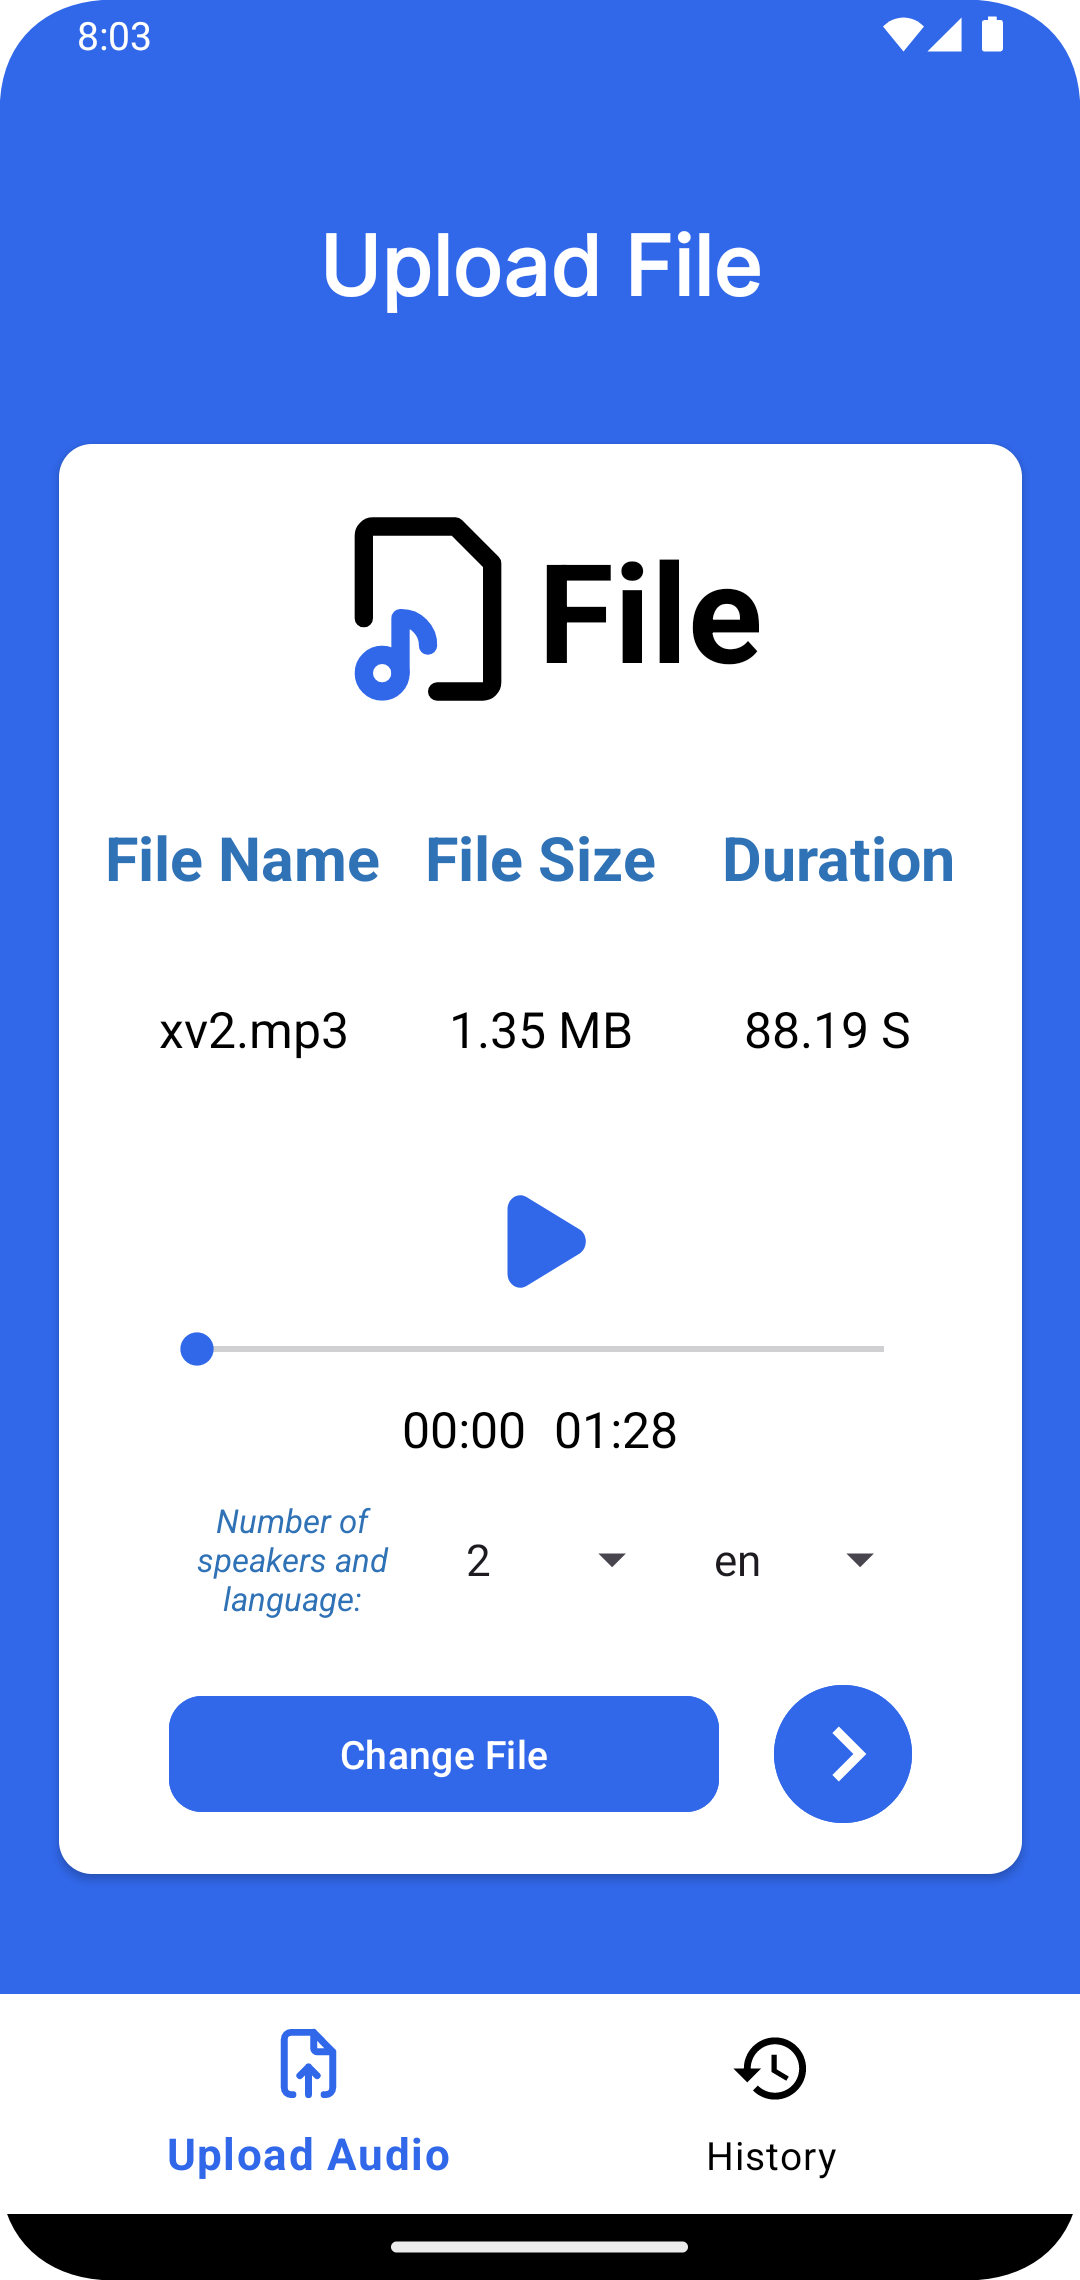 8:03
Upload File
File
File Name File Size Duration
xv2.mp3 1.35 MB 88.19 S
00:00 01:28
Number of
speakers and
language:
2 en
Change File
Upload Audio History